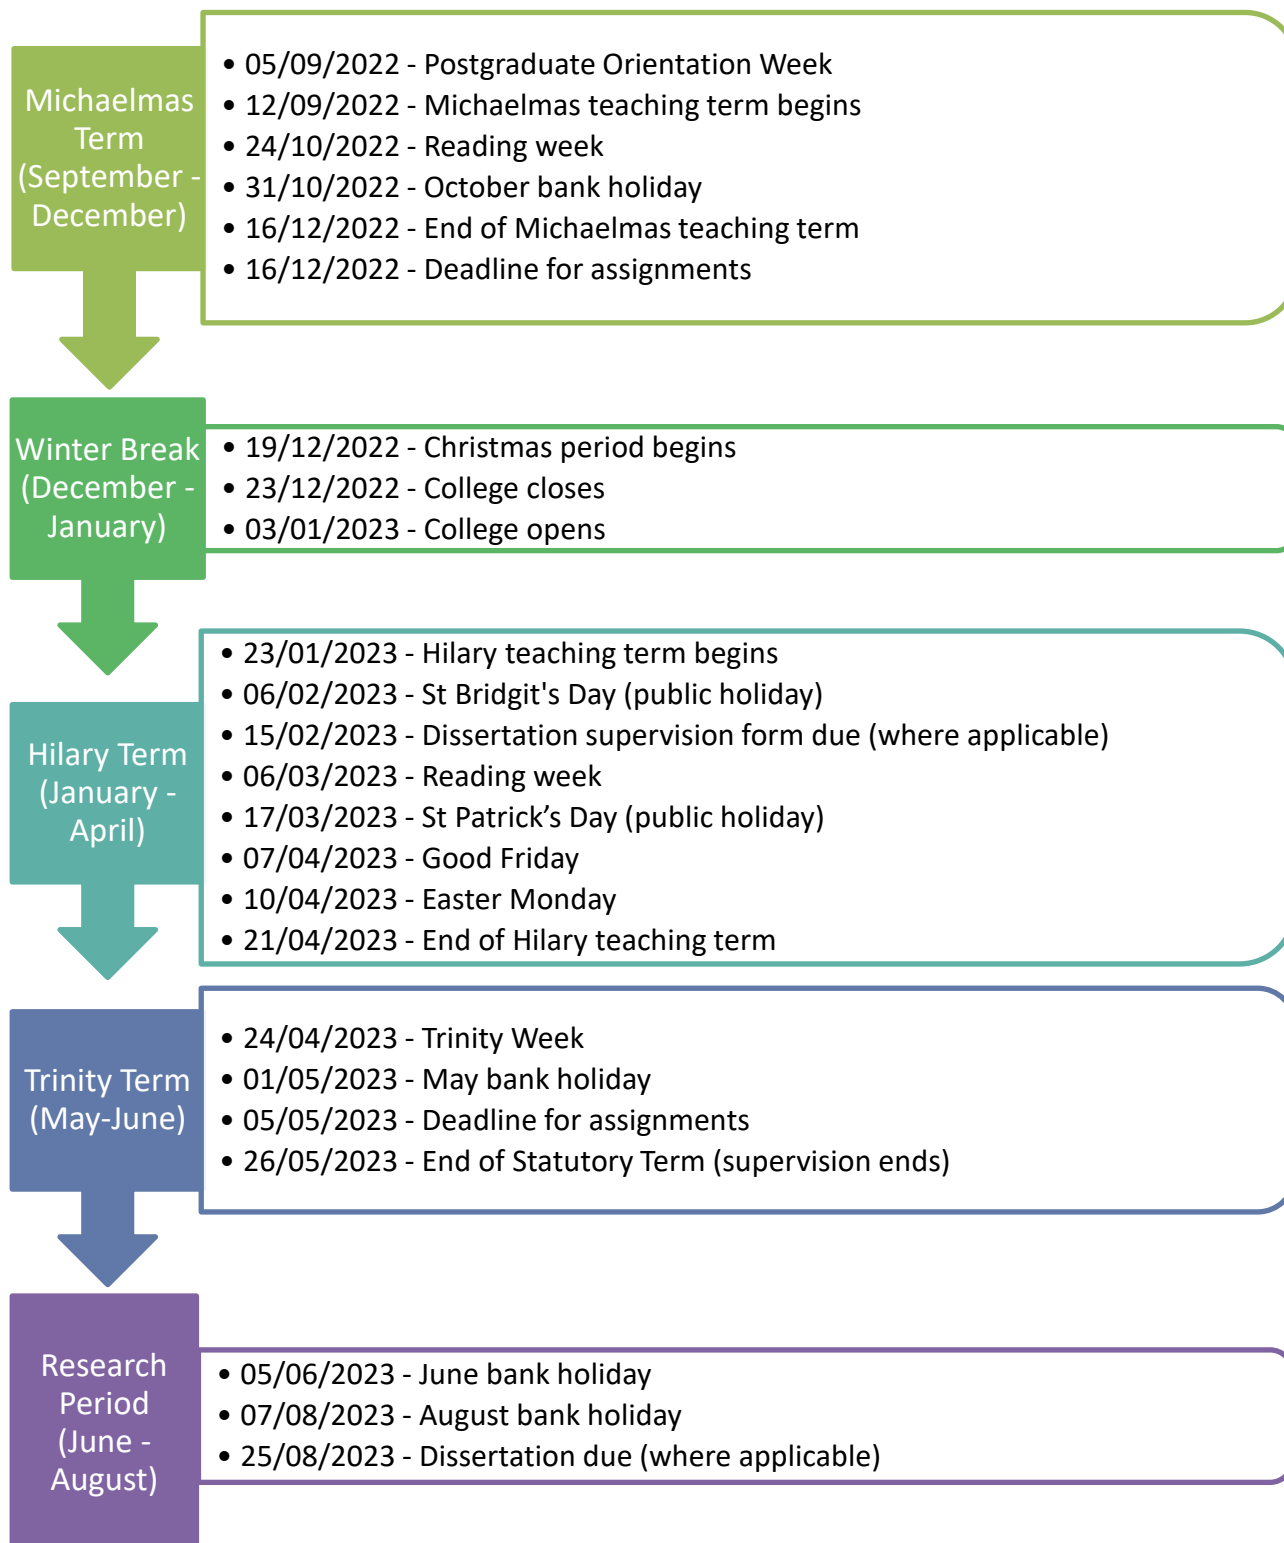 Michaelmas
Term
(September -
December)
• 05/09/2022 - Postgraduate Orientation Week
• 12/09/2022 - Michaelmas teaching term begins
• 24/10/2022 - Reading week
• 31/10/2022 - October bank holiday
• 16/12/2022 - End of Michaelmas teaching term
• 16/12/2022 - Deadline for assignments
Winter Break
(December -
January)
• 19/12/2022 - Christmas period begins
• 23/12/2022 - College closes
• 03/01/2023 - College opens
Hilary Term
(January -
April)
• 23/01/2023 - Hilary teaching term begins
• 06/02/2023 - St Bridgit's Day (public holiday)
• 15/02/2023 - Dissertation supervision form due (where applicable)
• 06/03/2023 - Reading week
• 17/03/2023 - St Patrick’s Day (public holiday)
• 07/04/2023 - Good Friday
• 10/04/2023 - Easter Monday
• 21/04/2023 - End of Hilary teaching term
Trinity Term
(May-June)
• 24/04/2023 - Trinity Week
• 01/05/2023 - May bank holiday
• 05/05/2023 - Deadline for assignments
• 26/05/2023 - End of Statutory Term (supervision ends)
Research
Period
(June -
August)
• 05/06/2023 - June bank holiday
• 07/08/2023 - August bank holiday
• 25/08/2023 - Dissertation due (where applicable)